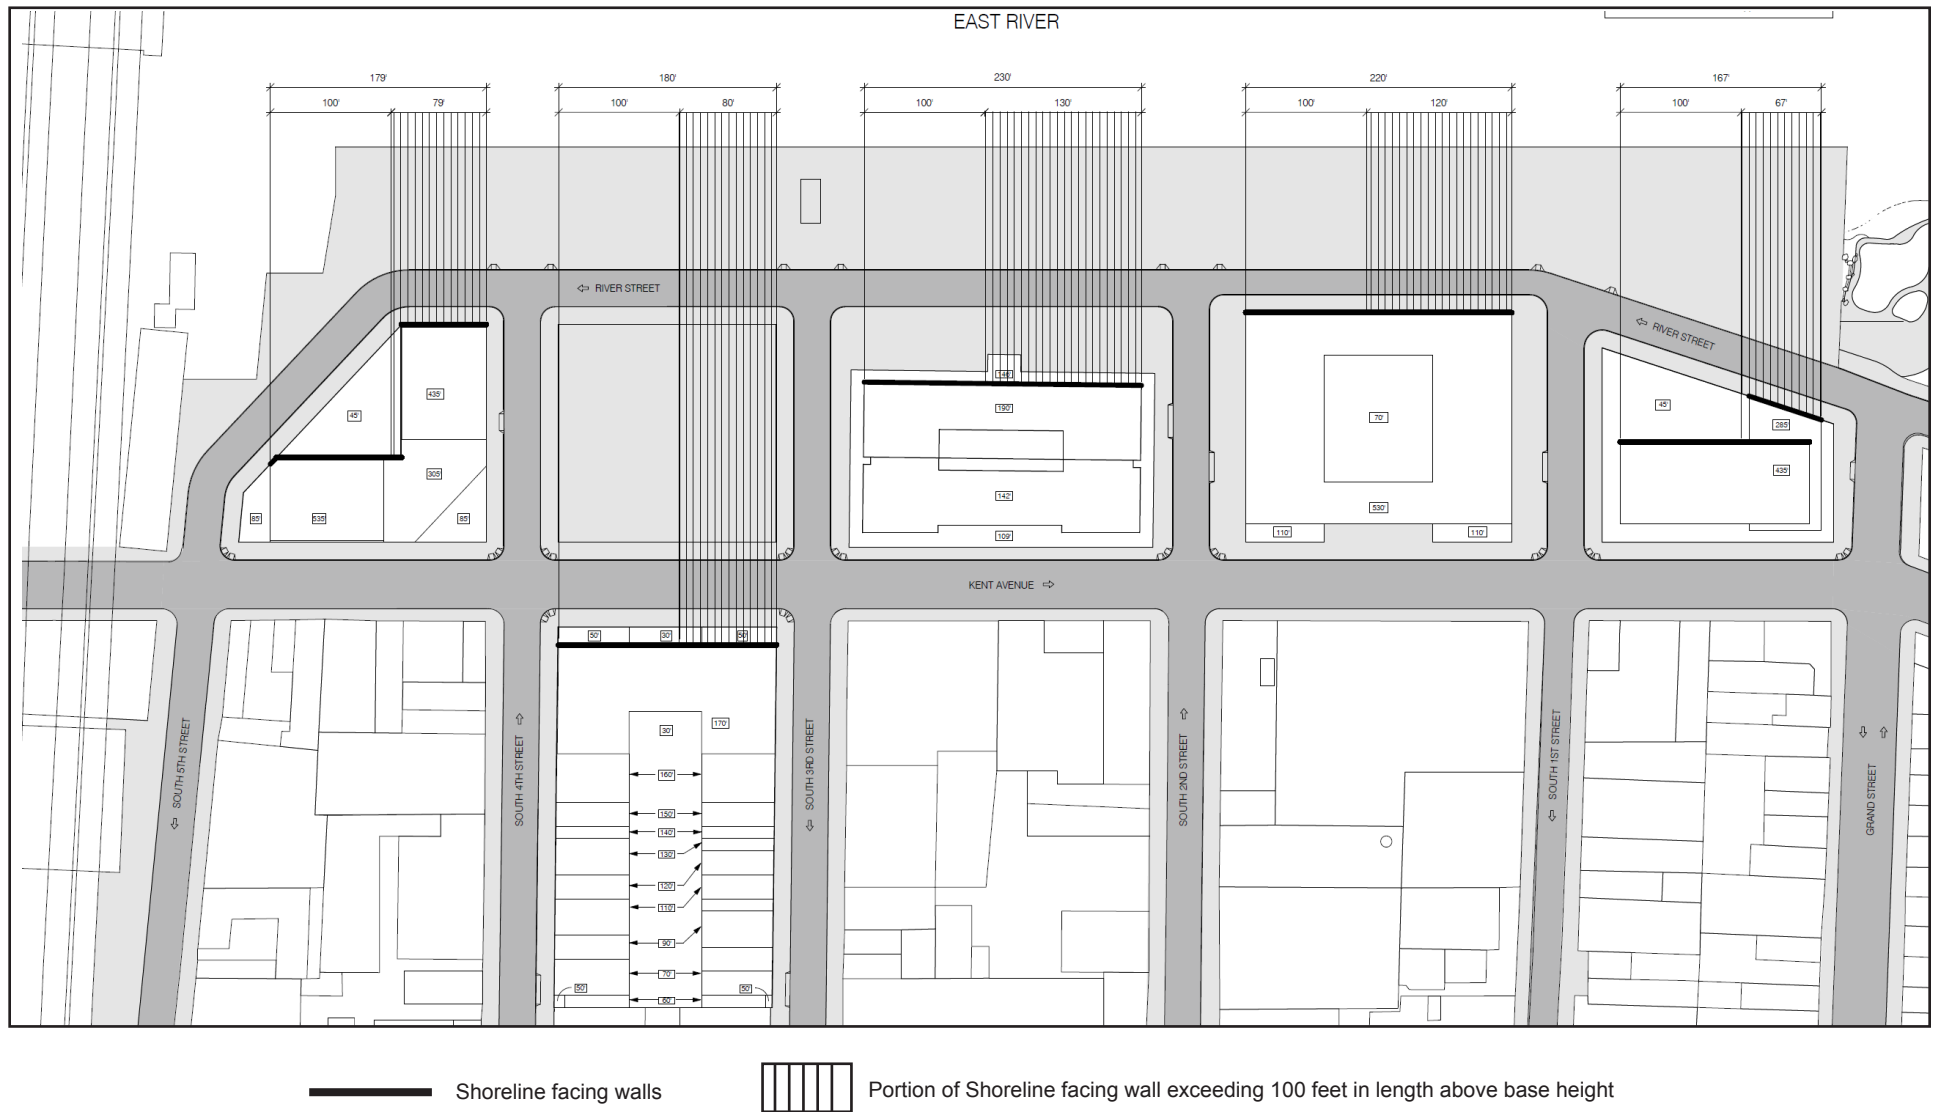 EAST RIVER
179' 180' 230' 220' 167'
100' 79' 100' 80' 100' 130' 100' 120' 100' 67'
RIVER STREET
RIVER STREET
140'
435' 190' 45'
45' 70' 285'
305' 435'
142'
85' 535' 85' 530'
109' 110' 110'
KENT AVENUE
50' 30' 50'
30' 170'
160'
150'
140'
130'
120'
110'
90'
70'
50' 50'
60'
SOUTH 5TH STREET
SOUTH 4TH STREET
SOUTH 3RD STREET
SOUTH 2ND STREET
SOUTH 1ST STREET
GRAND STREET
Shoreline facing walls
Portion of Shoreline facing wall exceeding 100 feet in length above base height